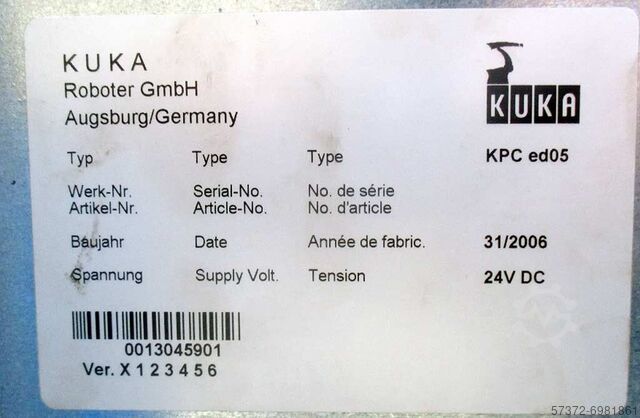 KUKA
Roboter GmbH
Augsburg/Germany
KUKA
Typ Type Type KPC ed05
Werk-Nr. Serial-No. No. de série
Artikel-Nr. Article-No. No. d'article
Baujahr Date Année de fabric. 31/2006
Spannung Supply Volt. Tension 24V DC
0013045901
Ver. X 1 2 3 4 5 6
57372-6981861